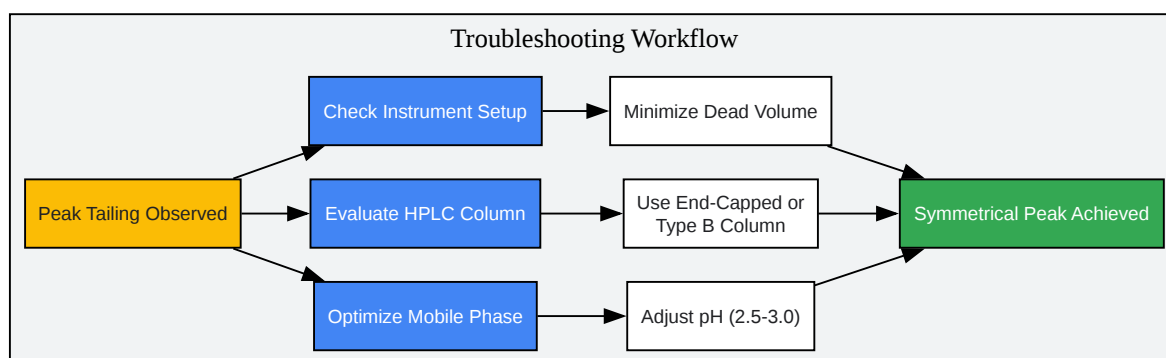 Troubleshooting Workflow
Check Instrument Setup
Minimize Dead Volume
Peak Tailing Observed
Evaluate HPLC Column
Use End-Capped or
Type B Column
Symmetrical Peak Achieved
Optimize Mobile Phase
Adjust pH (2.5-3.0)